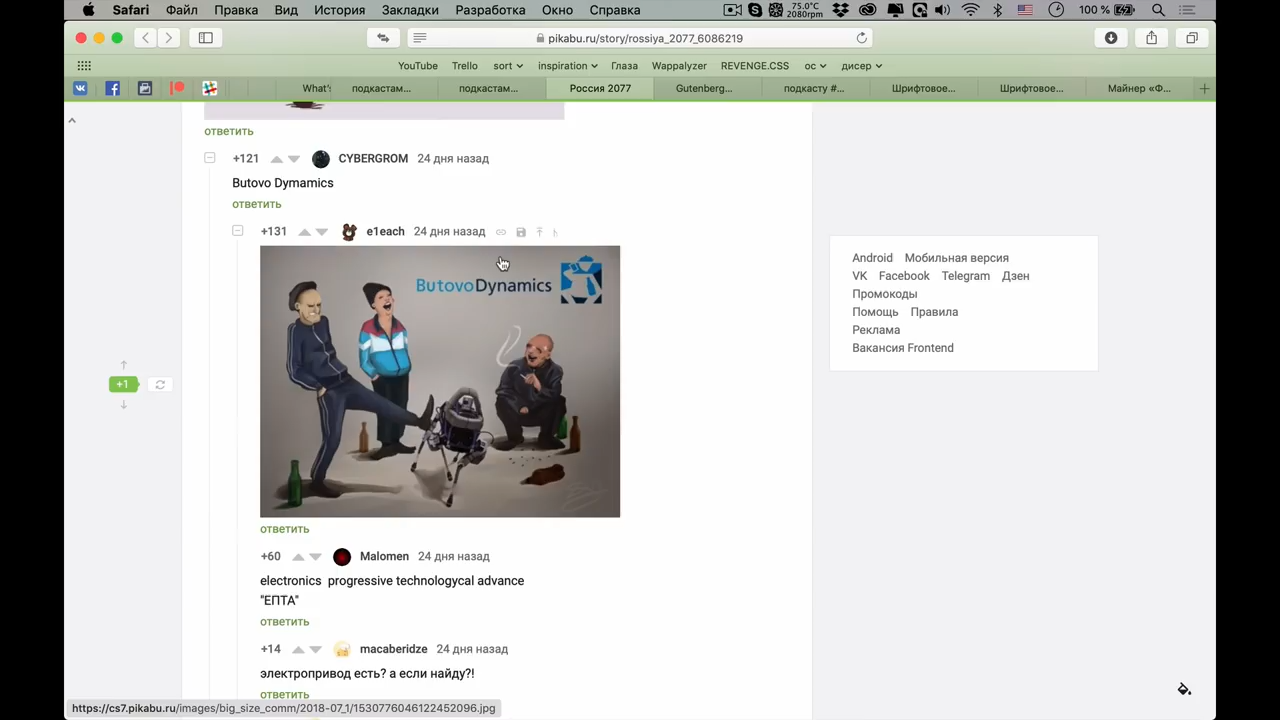 Safari Файл Правка Вид История Закладки Разработка Окно Справка 75.0°C 2080rpm 100 %
pikabu.ru/story/rossiya_2077_6086219
YouTube Trello sort inspiration Глаза Wappalyzer REVENGE.CSS ос дисер
What's подкастам... подкастам... Россия 2077 Gutenberg... подкасту #... Шрифтовое... Шрифтовое... Майнер «Ф...
ответить
+121 CYBERGROM 24 дня назад
Butovo Dymamics
ответить
+131 e1each 24 дня назад
ButovoDynamics
ответить
+60 Malomen 24 дня назад
electronics progressive technologycal advance
"ЕПТА"
ответить
+14 macaberidze 24 дня назад
электропривод есть? а если найду?!
ответить
+1
Android Мобильная версия
VK Facebook Telegram Дзен
Промокоды
Помощь Правила
Реклама
Вакансия Frontend
https://cs7.pikabu.ru/images/big_size_comm/2018-07_1/1530776046122452096.jpg